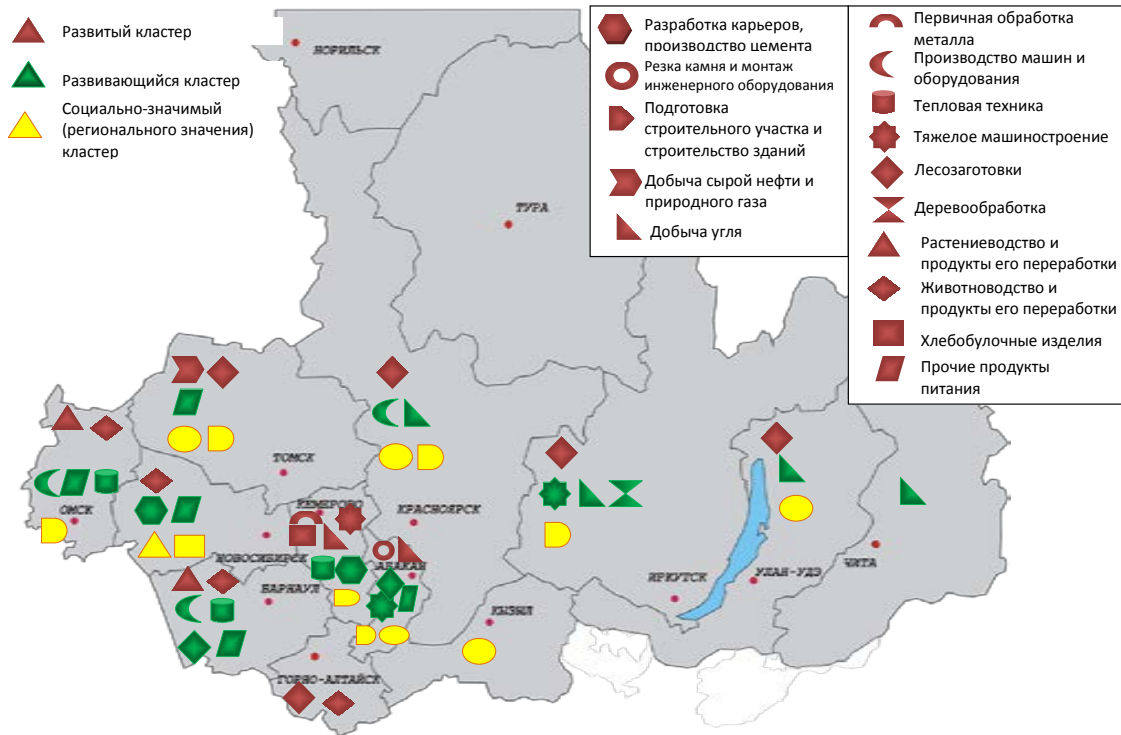 Развитый кластер
Развивающийся кластер
Социально-значимый
(регионального значения)
кластер
Разработка карьеров,
производство цемента
Резка камня и монтаж
инженерного оборудования
Подготовка
строительного участка и
строительство зданий
Добыча сырой нефти и
природного газа
Добыча угля
Первичная обработка
металла
Производство машин и
оборудования
Тепловая техника
Тяжелое машиностроение
Лесозаготовки
Деревообработка
Растениеводство и
продукты его переработки
Животноводство и
продукты его переработки
Хлебобулочные изделия
Прочие продукты
питания
НОРИЛЬСК
ТУРА
ТОМСК
ОМСК
КЕМЕРОВО
КРАСНОЯРСК
НОВОСИБИРСК
АБАКАН
БАРНАУЛ
КЫЗЫЛ
ИРКУТСК
УЛАН-УДЭ
ЧИТА
ГОРНО-АЛТАЙСК